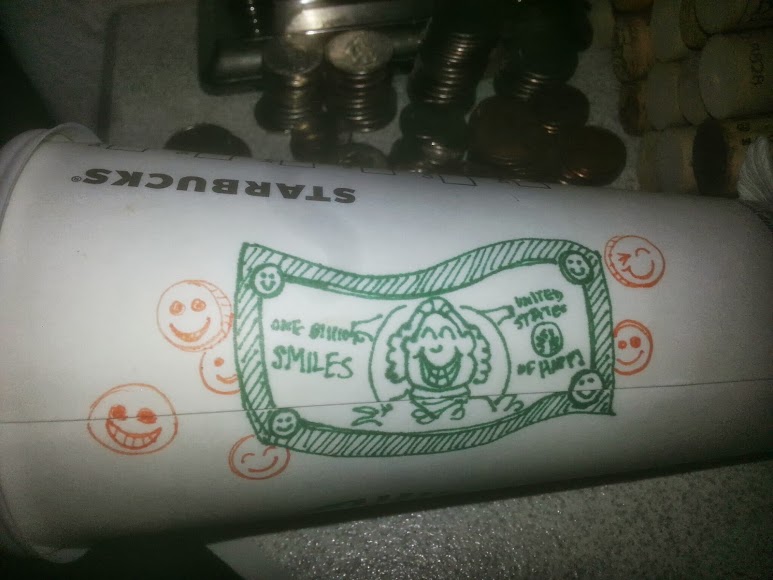 STARBUCKS®
ONE BILLION
SMILES
UNITED
STATES
OF HAPPY